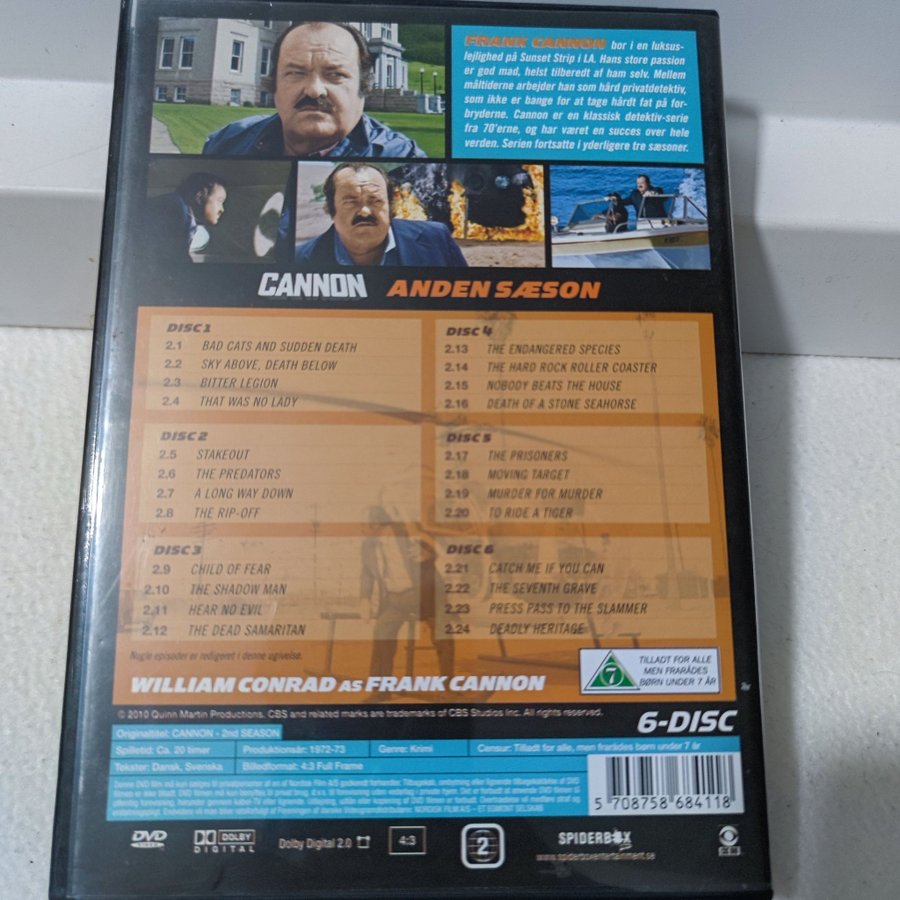 FRANK CANNON bor i en luksus-
lejlighed på Sunset Strip i LA. Hans store passion
er god mad, helst tilberedt af ham selv. Mellem
måltiderne arbejder han som hård privatdetektiv,
som ikke er bange for at tage hårdt fat på for-
bryderne. Cannon er en klassisk detektiv-serie
fra 70'erne, og har været en succes over hele
verden. Serien fortsatte i yderligere tre sæsoner.
CANNON ANDEN SÆSON
DISC 1
2.1 BAD CATS AND SUDDEN DEATH
2.2 SKY ABOVE, DEATH BELOW
2.3 BITTER LEGION
2.4 THAT WAS NO LADY
DISC 2
2.5 STAKEOUT
2.6 THE PREDATORS
2.7 A LONG WAY DOWN
2.8 THE RIP-OFF
DISC 3
2.9 CHILD OF FEAR
2.10 THE SHADOW MAN
2.11 HEAR NO EVIL
2.12 THE DEAD SAMARITAN
DISC 4
2.13 THE ENDANGERED SPECIES
2.14 THE HARD ROCK ROLLER COASTER
2.15 NOBODY BEATS THE HOUSE
2.16 DEATH OF A STONE SEAHORSE
DISC 5
2.17 THE PRISONERS
2.18 MOVING TARGET
2.19 MURDER FOR MURDER
2.20 TO RIDE A TIGER
DISC 6
2.21 CATCH ME IF YOU CAN
2.22 THE SEVENTH GRAVE
2.23 PRESS PASS TO THE SLAMMER
2.24 DEADLY HERITAGE
Nogle episoder er redigeret i denne udgivelse.
WILLIAM CONRAD AS FRANK CANNON
7
TILLADT FOR ALLE
MEN FRARÅDES
BØRN UNDER 7 ÅR
© 2010 Quinn Martin Productions. CBS and related marks are trademarks of CBS Studios Inc. All rights reserved.
6-DISC
Originaltitel: CANNON - 2nd SEASON
Spilletid: Ca. 20 timer Produktionsår: 1972-73 Genre: Krimi Censur: Tilladt for alle, men frarådes børn under 7 år
Tekster: Dansk, Svenska Billedformat: 4:3 Full Frame
NORDISK FILM A/S – ET EGMONT SELSKAB
5 708758 684118
DVD VIDEO
DOLBY DIGITAL
Dolby Digital 2.0
4:3
2
SPIDERBOX
www.spiderboxentertainment.se
CBS